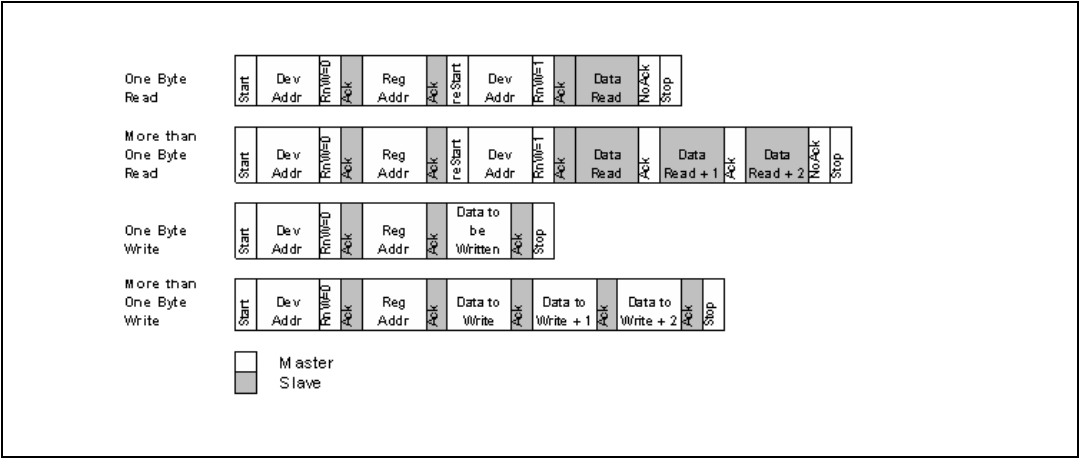 One Byte
Read
Start
Dev
Addr
RnW=0
Ack
Reg
Addr
Ack
reStart
Dev
Addr
RnW=1
Ack
Data
Read
NoAck
Stop
More than
One Byte
Read
Start
Dev
Addr
RnW=0
Ack
Reg
Addr
Ack
reStart
Dev
Addr
RnW=1
Ack
Data
Read
Ack
Data
Read + 1
Ack
Data
Read + 2
NoAck
Stop
One Byte
Write
Start
Dev
Addr
RnW=0
Ack
Reg
Addr
Ack
Data to
be
Written
Ack
Stop
More than
One Byte
Write
Start
Dev
Addr
RnW=0
Ack
Reg
Addr
Ack
Data to
Write
Ack
Data to
Write + 1
Ack
Data to
Write + 2
Ack
Stop
Master
Slave